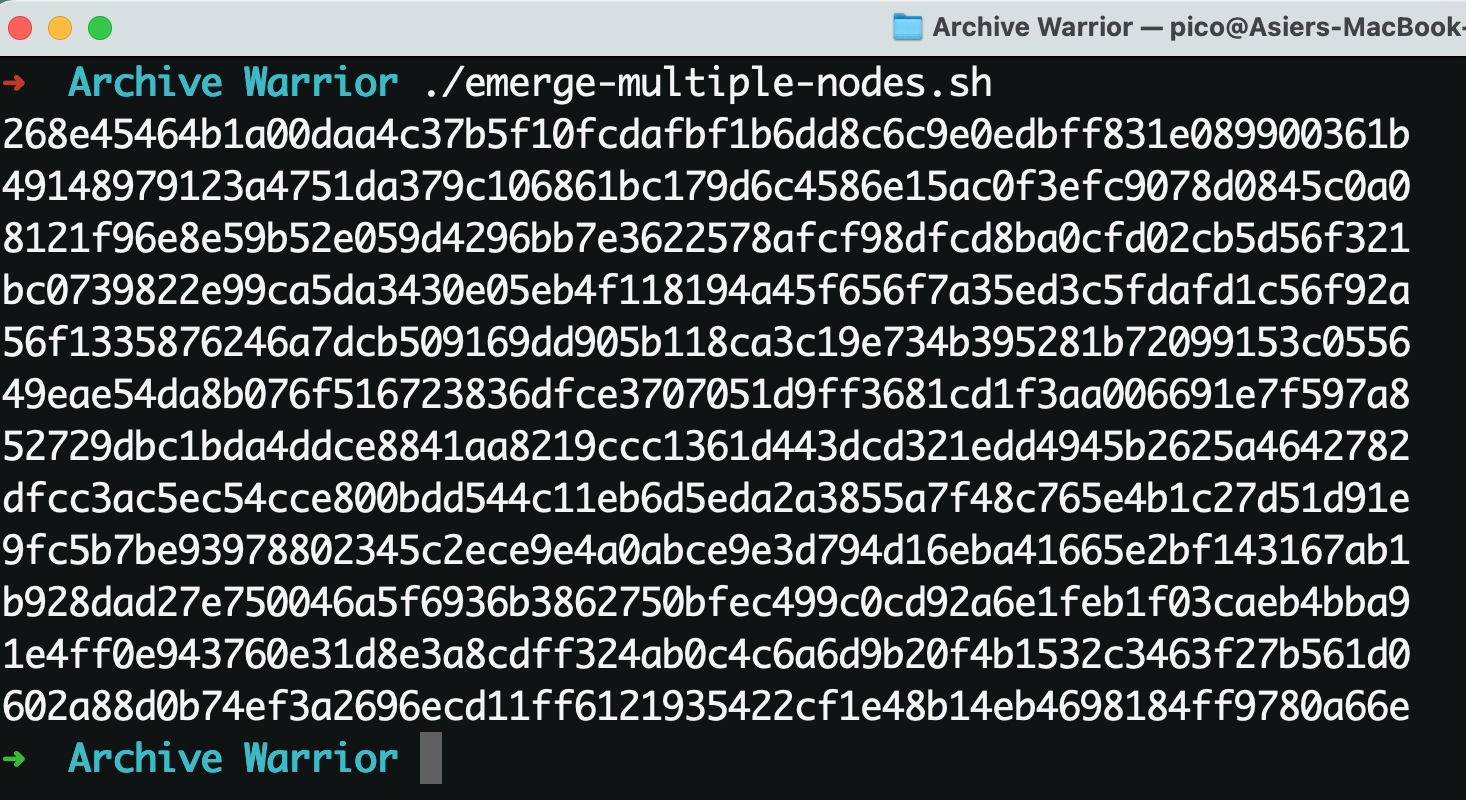 Archive Warrior — pico@Asiers-MacBook-
➜ Archive Warrior ./emerge-multiple-nodes.sh
268e45464b1a00daa4c37b5f10fcdafbf1b6dd8c6c9e0edbff831e089900361b
49148979123a4751da379c106861bc179d6c4586e15ac0f3efc9078d0845c0a0
8121f96e8e59b52e059d4296bb7e3622578afcf98dfcd8ba0cfd02cb5d56f321
bc0739822e99ca5da3430e05eb4f118194a45f656f7a35ed3c5fdafd1c56f92a
56f1335876246a7dcb509169dd905b118ca3c19e734b395281b72099153c0556
49eae54da8b076f516723836dfce3707051d9ff3681cd1f3aa006691e7f597a8
52729dbc1bda4ddce8841aa8219ccc1361d443dcd321edd4945b2625a4642782
dfcc3ac5ec54cce800bdd544c11eb6d5eda2a3855a7f48c765e4b1c27d51d91e
9fc5b7be93978802345c2ece9e4a0abce9e3d794d16eba41665e2bf143167ab1
b928dad27e750046a5f6936b3862750bfec499c0cd92a6e1feb1f03caeb4bba9
1e4ff0e943760e31d8e3a8cdff324ab0c4c6a6d9b20f4b1532c3463f27b561d0
602a88d0b74ef3a2696ecd11ff6121935422cf1e48b14eb4698184ff9780a66e
➜ Archive Warrior